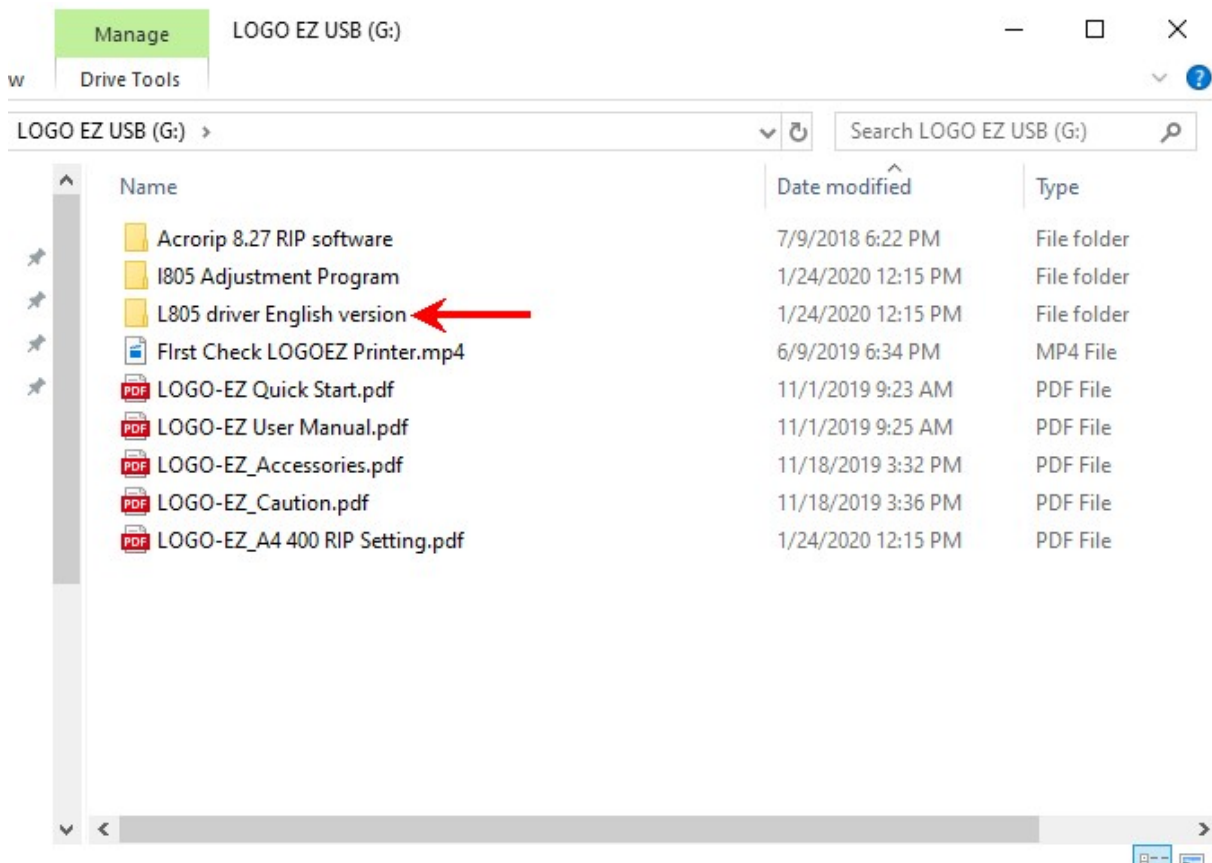 Manage LOGO EZ USB (G:)
w Drive Tools
LOGO EZ USB (G:) Search LOGO EZ USB (G:)
Name Date modified Type
Acrorip 8.27 RIP software 7/9/2018 6:22 PM File folder
l805 Adjustment Program 1/24/2020 12:15 PM File folder
L805 driver English version 1/24/2020 12:15 PM File folder
FIrst Check LOGOEZ Printer.mp4 6/9/2019 6:34 PM MP4 File
PDF LOGO-EZ Quick Start.pdf 11/1/2019 9:23 AM PDF File
PDF LOGO-EZ User Manual.pdf 11/1/2019 9:25 AM PDF File
PDF LOGO-EZ_Accessories.pdf 11/18/2019 3:32 PM PDF File
PDF LOGO-EZ_Caution.pdf 11/18/2019 3:36 PM PDF File
PDF LOGO-EZ_A4 400 RIP Setting.pdf 1/24/2020 12:15 PM PDF File